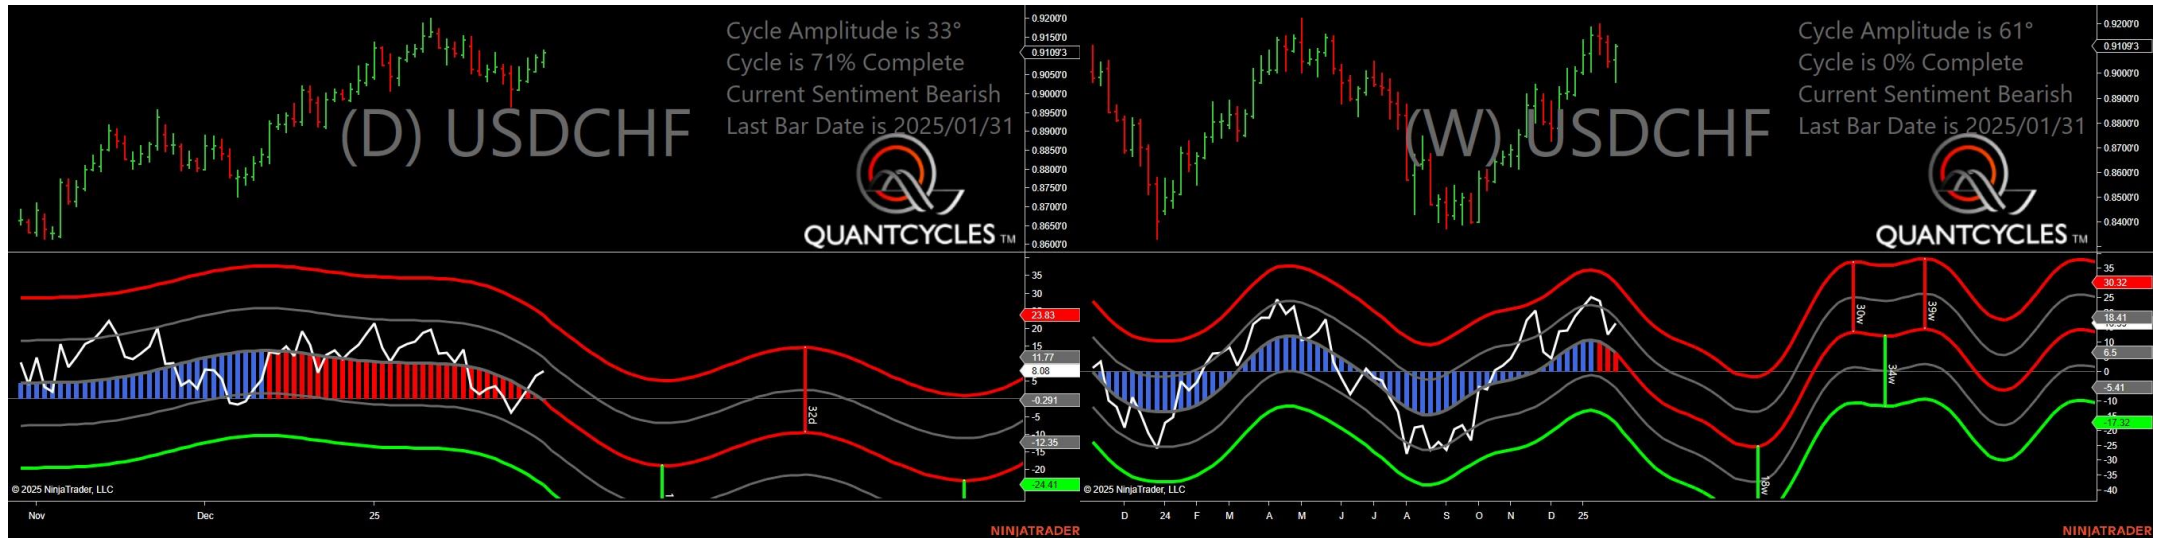 Cycle Amplitude is 33°
Cycle is 71% Complete
Current Sentiment Bearish
Last Bar Date is 2025/01/31
(D) USDCHF
QUANTCYCLES TM
0.9200'0
0.9150'0
0.9109'3
0.9050'0
0.9000'0
0.8950'0
0.8900'0
0.8850'0
0.8800'0
0.8750'0
0.8700'0
0.8650'0
0.8600'0
35
30
23.83
20
15
11.77
8.08
5
-0.291
-5
-10
-12.35
-15
-20
-24.41
32d
1
© 2025 NinjaTrader, LLC
Nov
Dec
25
NINJATRADER
Cycle Amplitude is 61°
Cycle is 0% Complete
Current Sentiment Bearish
Last Bar Date is 2025/01/31
(W) USDCHF
QUANTCYCLES TM
0.9200'0
0.9109'3
0.9000'0
0.8900'0
0.8800'0
0.8700'0
0.8600'0
0.8500'0
0.8400'0
35
30.32
25
18.41
6.5
0
-5.41
-10
-15
-17.32
-25
-30
-35
-40
30w
39w
34w
18w
© 2025 NinjaTrader, LLC
D
24
F
M
A
M
J
J
A
S
O
N
D
25
NINJATRADER